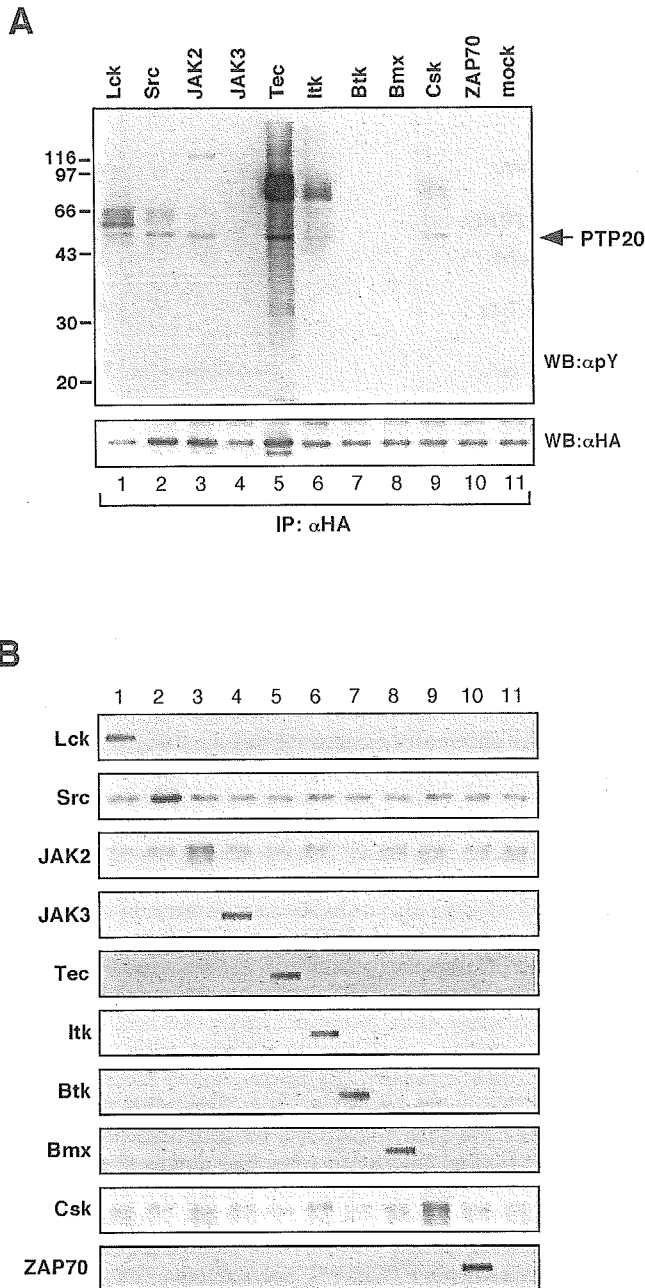 A
Lck Src JAK2 JAK3 Tec Itk Btk Bmx Csk ZAP70 mock
116
97
66
43
30
20
PTP20
WB:αpY
WB:αHA
1 2 3 4 5 6 7 8 9 10 11
IP: αHA
B
1 2 3 4 5 6 7 8 9 10 11
Lck
Src
JAK2
JAK3
Tec
Itk
Btk
Bmx
Csk
ZAP70